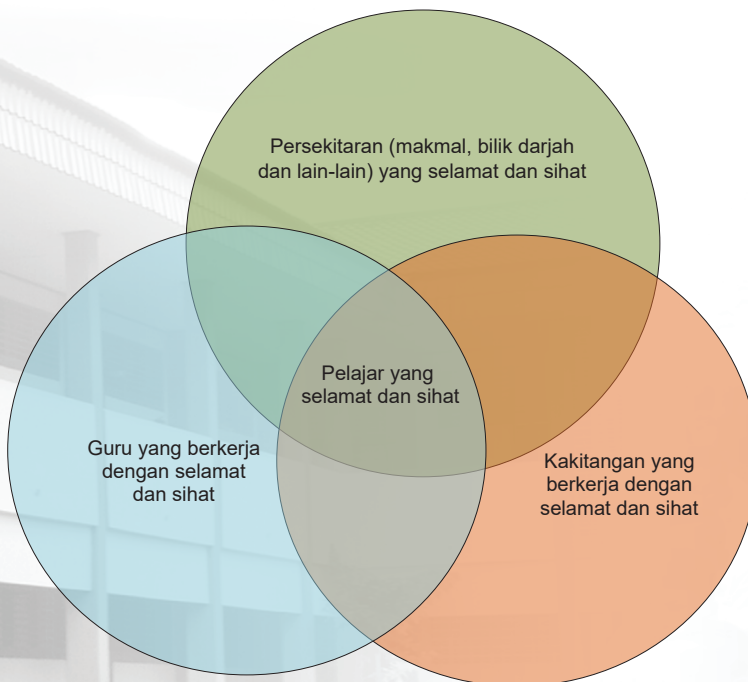 Persekitaran (makmal, bilik darjah
dan lain-lain) yang selamat dan sihat
Pelajar yang
selamat dan sihat
Guru yang berkerja
dengan selamat
dan sihat
Kakitangan yang
berkerja dengan
selamat dan sihat